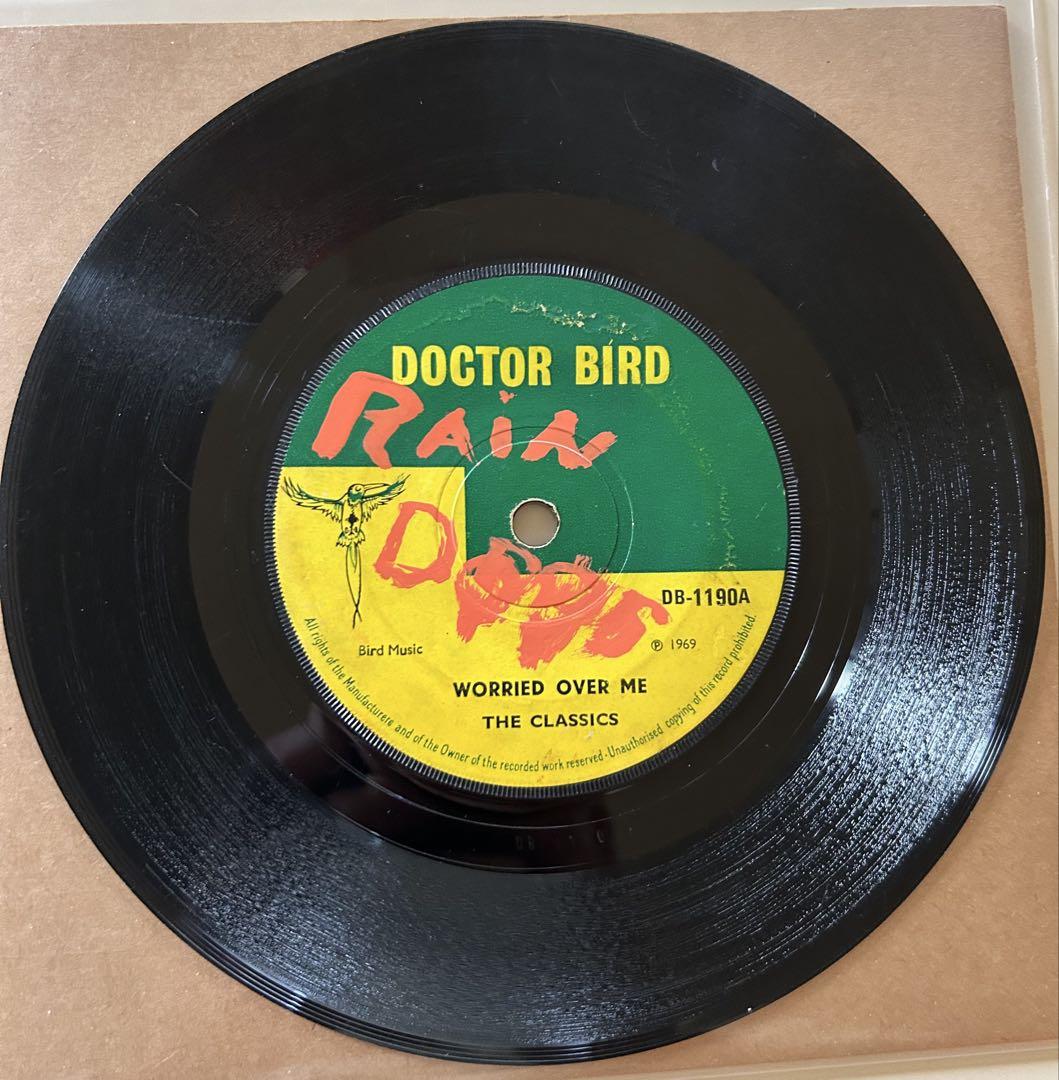 DOCTOR BIRD
RAIN
DROPS
DB-1190A
Bird Music
℗ 1969
WORRIED OVER ME
THE CLASSICS
All rights of the Manufacturers and of the Owner of the recorded work reserved · Unauthorised copying of this record prohibited.